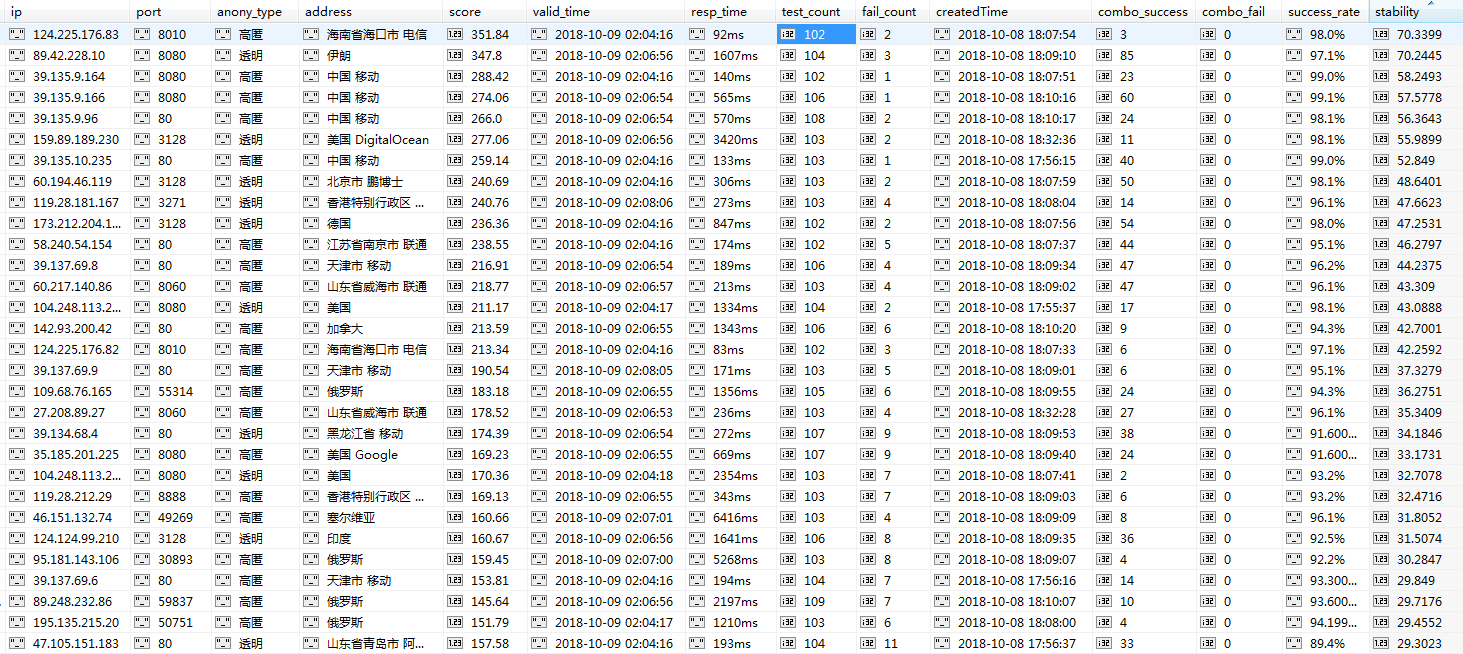 ip port anony_type address score valid_time resp_time test_count fail_count createdTime combo_success combo_fail success_rate stability
124.225.176.83 8010 高匿 海南省海口市 电信 351.84 2018-10-09 02:04:16 92ms 102 2 2018-10-08 18:07:54 3 0 98.0% 70.3399
89.42.228.10 8080 透明 伊朗 347.8 2018-10-09 02:06:56 1607ms 104 3 2018-10-08 18:09:10 85 0 97.1% 70.2445
39.135.9.164 8080 高匿 中国 移动 288.42 2018-10-09 02:04:16 140ms 102 1 2018-10-08 18:07:51 23 0 99.0% 58.2493
39.135.9.166 8080 高匿 中国 移动 274.06 2018-10-09 02:06:54 565ms 106 1 2018-10-08 18:10:16 60 0 99.1% 57.5778
39.135.9.96 80 高匿 中国 移动 266.0 2018-10-09 02:06:54 570ms 108 2 2018-10-08 18:10:17 24 0 98.1% 56.3643
159.89.189.230 3128 透明 美国 DigitalOcean 277.06 2018-10-09 02:06:56 3420ms 103 2 2018-10-08 18:32:36 11 0 98.1% 55.9899
39.135.10.235 80 高匿 中国 移动 259.14 2018-10-09 02:04:16 133ms 103 1 2018-10-08 17:56:15 40 0 99.0% 52.849
60.194.46.119 3128 透明 北京市 鹏博士 240.69 2018-10-09 02:04:16 306ms 103 2 2018-10-08 18:07:59 50 0 98.1% 48.6401
119.28.181.167 3271 透明 香港特别行政区 ... 240.76 2018-10-09 02:08:06 273ms 103 4 2018-10-08 18:08:04 14 0 96.1% 47.6623
173.212.204.1... 3128 透明 德国 236.36 2018-10-09 02:04:16 847ms 102 2 2018-10-08 18:07:56 54 0 98.0% 47.2531
58.240.54.154 80 高匿 江苏省南京市 联通 238.55 2018-10-09 02:04:16 174ms 102 5 2018-10-08 18:07:37 44 0 95.1% 46.2797
39.137.69.8 80 高匿 天津市 移动 216.91 2018-10-09 02:06:54 189ms 106 4 2018-10-08 18:09:34 47 0 96.2% 44.2375
60.217.140.86 8060 高匿 山东省威海市 联通 218.77 2018-10-09 02:06:57 213ms 103 4 2018-10-08 18:09:02 47 0 96.1% 43.309
104.248.113.2... 8080 透明 美国 211.17 2018-10-09 02:04:17 1334ms 104 2 2018-10-08 17:55:37 17 0 98.1% 43.0888
142.93.200.42 80 高匿 加拿大 213.59 2018-10-09 02:06:55 1343ms 106 6 2018-10-08 18:10:20 9 0 94.3% 42.7001
124.225.176.82 8010 高匿 海南省海口市 电信 213.34 2018-10-09 02:04:16 83ms 102 3 2018-10-08 18:07:33 6 0 97.1% 42.2592
39.137.69.9 80 高匿 天津市 移动 190.54 2018-10-09 02:08:05 171ms 103 5 2018-10-08 18:09:01 6 0 95.1% 37.3279
109.68.76.165 55314 高匿 俄罗斯 183.18 2018-10-09 02:06:55 1356ms 105 6 2018-10-08 18:09:55 24 0 94.3% 36.2751
27.208.89.27 8060 高匿 山东省威海市 联通 178.52 2018-10-09 02:06:53 236ms 103 4 2018-10-08 18:32:28 27 0 96.1% 35.3409
39.134.68.4 80 透明 黑龙江省 移动 174.39 2018-10-09 02:06:54 272ms 107 9 2018-10-08 18:09:53 38 0 91.600... 34.1846
35.185.201.225 8080 高匿 美国 Google 169.23 2018-10-09 02:06:55 669ms 107 9 2018-10-08 18:09:40 24 0 91.600... 33.1731
104.248.113.2... 8080 透明 美国 170.36 2018-10-09 02:04:18 2354ms 103 7 2018-10-08 18:07:41 2 0 93.2% 32.7078
119.28.212.29 8888 高匿 香港特别行政区 ... 169.13 2018-10-09 02:06:55 343ms 103 7 2018-10-08 18:09:03 6 0 93.2% 32.4716
46.151.132.74 49269 高匿 塞尔维亚 160.66 2018-10-09 02:07:01 6416ms 103 4 2018-10-08 18:09:09 8 0 96.1% 31.8052
124.124.99.210 3128 透明 印度 160.67 2018-10-09 02:06:56 1641ms 106 8 2018-10-08 18:09:35 36 0 92.5% 31.5074
95.181.143.106 30893 高匿 俄罗斯 159.45 2018-10-09 02:07:00 5268ms 103 8 2018-10-08 18:09:07 4 0 92.2% 30.2847
39.137.69.6 80 高匿 天津市 移动 153.81 2018-10-09 02:04:16 194ms 104 7 2018-10-08 17:56:16 14 0 93.300... 29.849
89.248.232.86 59837 高匿 俄罗斯 145.64 2018-10-09 02:06:56 2197ms 109 7 2018-10-08 18:10:07 10 0 93.600... 29.7176
195.135.215.20 50751 高匿 俄罗斯 151.79 2018-10-09 02:04:17 1210ms 103 6 2018-10-08 18:08:00 4 0 94.199... 29.4552
47.105.151.183 80 透明 山东省青岛市 阿... 157.58 2018-10-09 02:04:16 193ms 104 11 2018-10-08 17:56:37 33 0 89.4% 29.3023